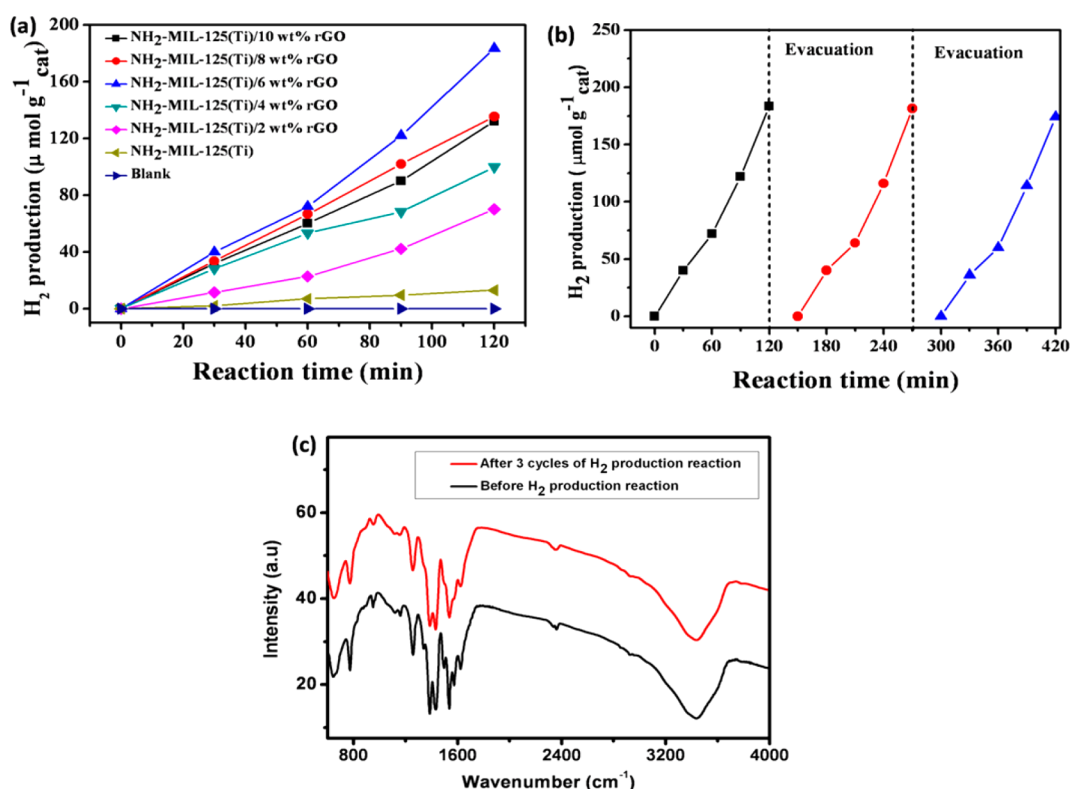 (a)
NH2-MIL-125(Ti)/10 wt% rGO
NH2-MIL-125(Ti)/8 wt% rGO
NH2-MIL-125(Ti)/6 wt% rGO
NH2-MIL-125(Ti)/4 wt% rGO
NH2-MIL-125(Ti)/2 wt% rGO
NH2-MIL-125(Ti)
Blank
H2 production (μ mol g-1 cat)
200
160
120
80
40
0
0 20 40 60 80 100 120
Reaction time (min)
(b)
Evacuation
Evacuation
H2 production ( μmol g-1 cat)
250
200
150
100
50
0
0 60 120 180 240 300 360 420
Reaction time (min)
(c)
After 3 cycles of H2 production reaction
Before H2 production reaction
Intensity (a.u)
60
40
20
800 1600 2400 3200 4000
Wavenumber (cm-1)